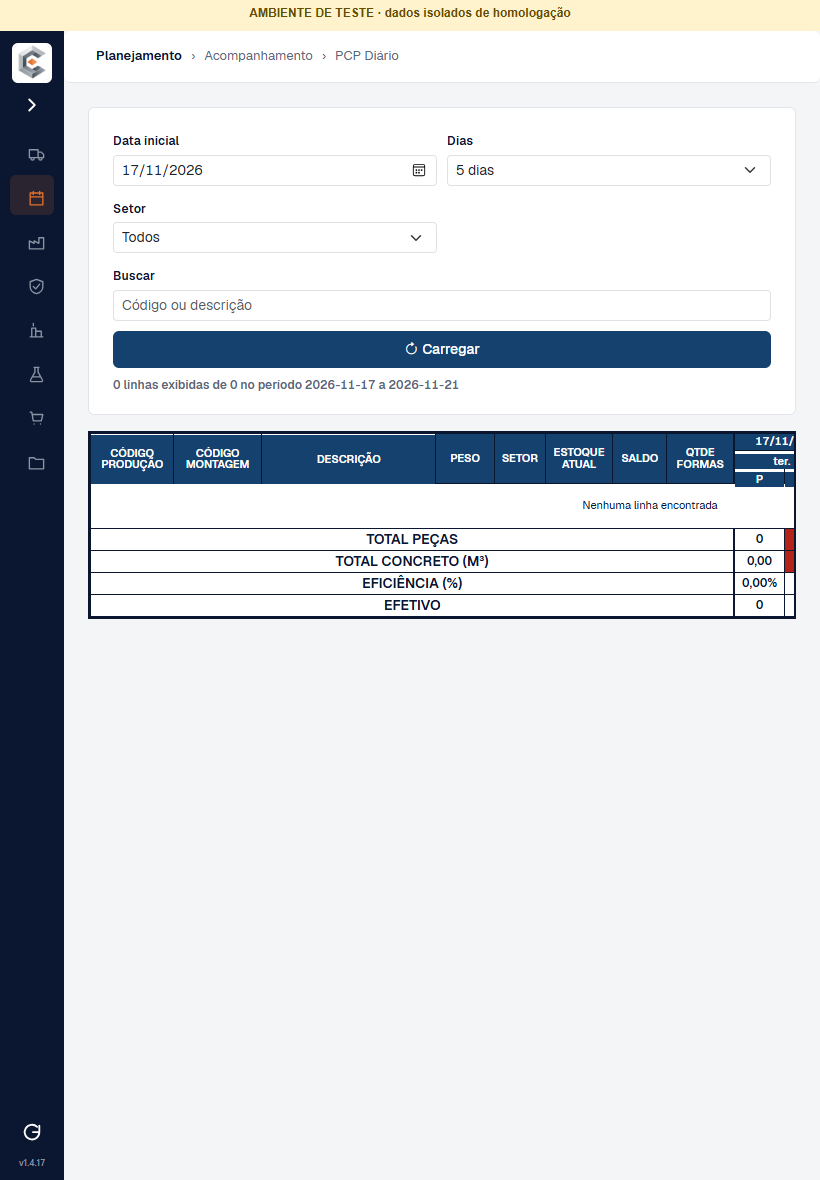 AMBIENTE DE TESTE · dados isolados de homologação
Planejamento › Acompanhamento › PCP Diário
Data inicial
Dias
17/11/2026
5 dias
Setor
Todos
Buscar
Código ou descrição
Carregar
0 linhas exibidas de 0 no período 2026-11-17 a 2026-11-21
CÓDIGO PRODUÇÃO
CÓDIGO MONTAGEM
DESCRIÇÃO
PESO
SETOR
ESTOQUE ATUAL
SALDO
QTDE FORMAS
17/11/
ter.
P
Nenhuma linha encontrada
TOTAL PEÇAS 0
TOTAL CONCRETO (M³) 0,00
EFICIÊNCIA (%) 0,00%
EFETIVO 0
v1.4.17